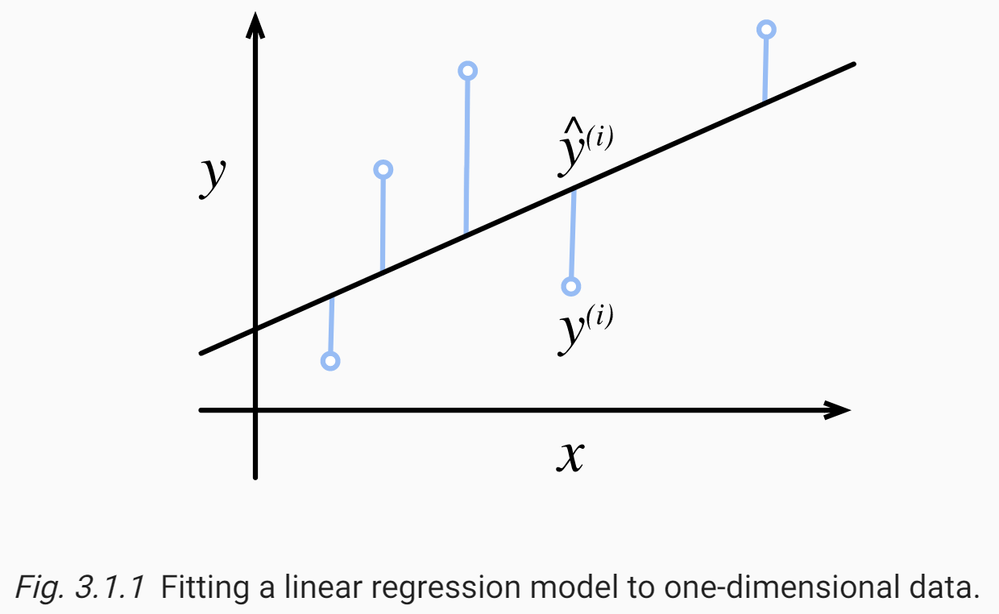 ŷ⁽ⁱ⁾
y
y⁽ⁱ⁾
x
Fig. 3.1.1 Fitting a linear regression model to one-dimensional data.